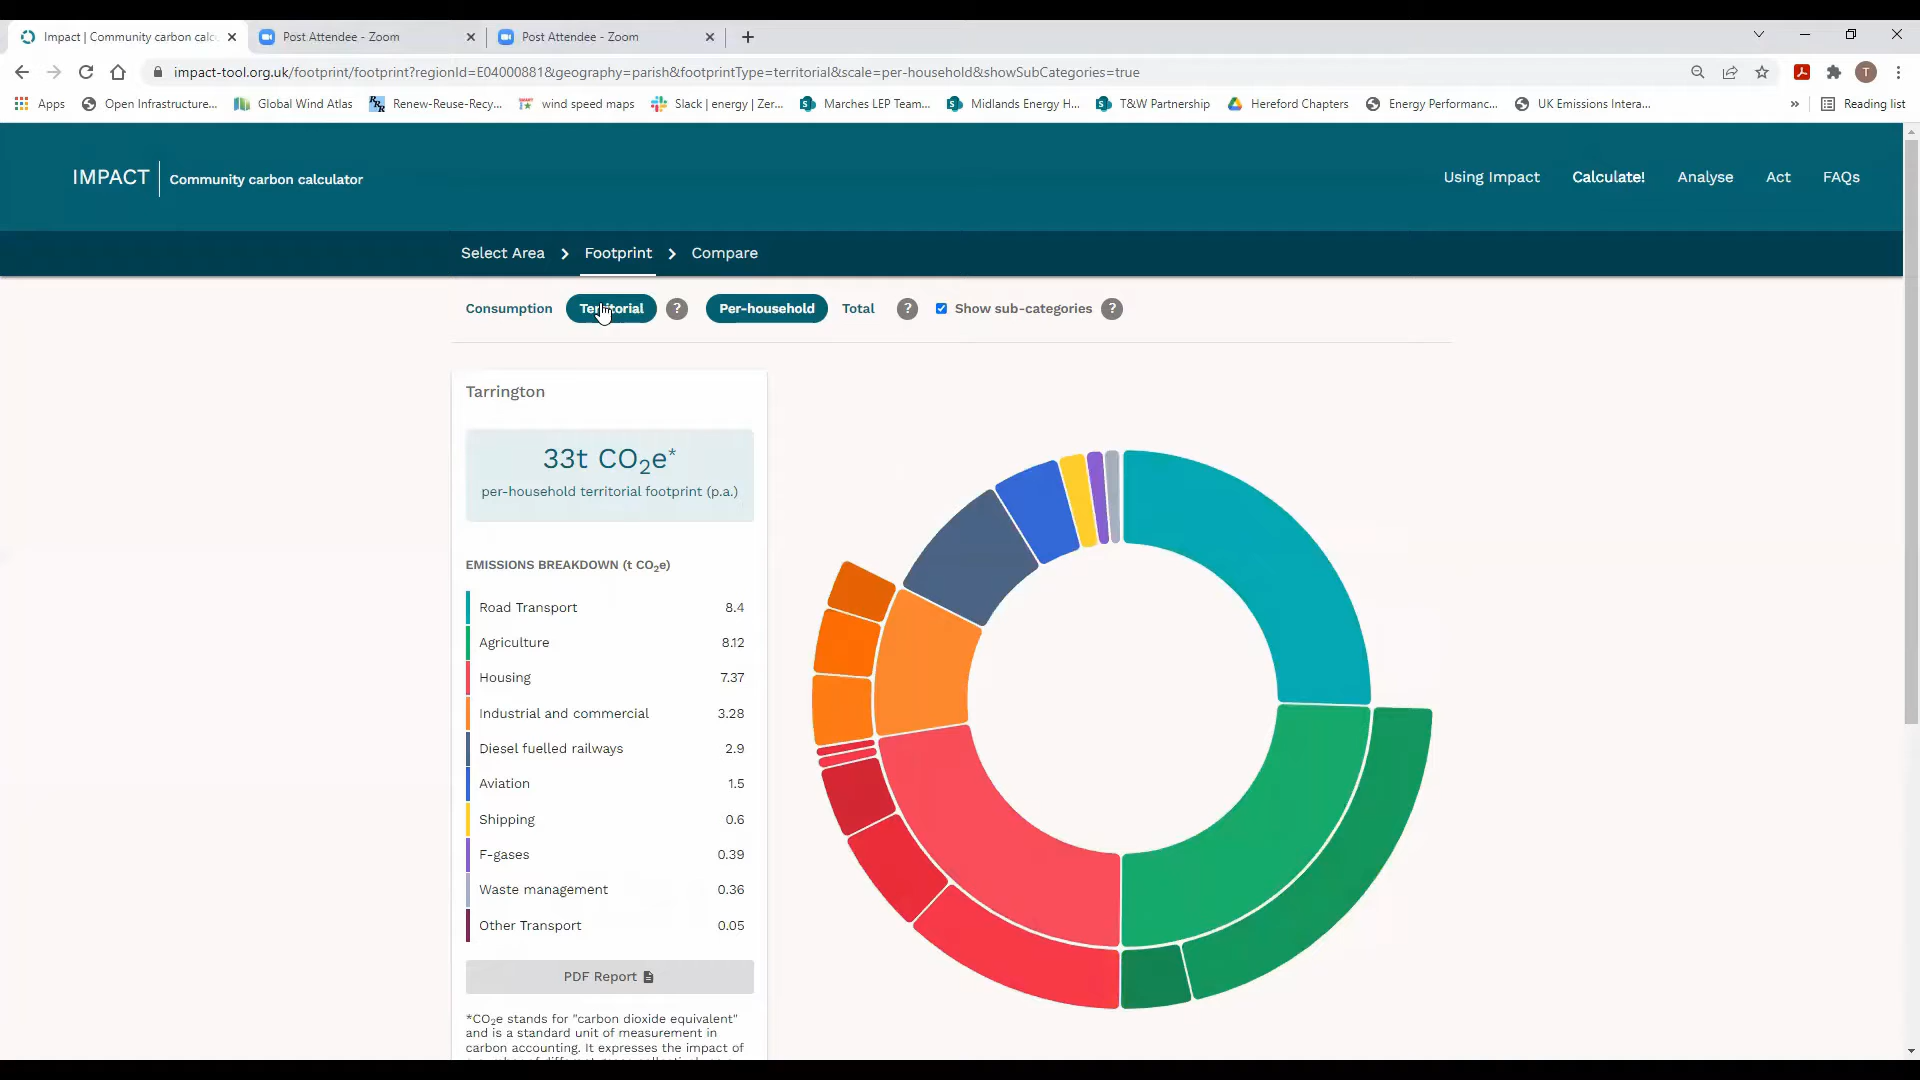 Impact | Community carbon calc
Post Attendee - Zoom
Post Attendee - Zoom
impact-tool.org.uk/footprint/footprint?regionId=E04000881&geography=parish&footprintType=territorial&scale=per-household&showSubCategories=true
T
Apps
Open Infrastructure...
Global Wind Atlas
Renew-Reuse-Recy...
wind speed maps
Slack | energy | Zer...
Marches LEP Team...
Midlands Energy H...
T&W Partnership
Hereford Chapters
Energy Performanc...
UK Emissions Intera...
»
Reading list
IMPACT
Community carbon calculator
Using Impact
Calculate!
Analyse
Act
FAQs
Select Area
Footprint
Compare
Consumption
Territorial
?
Per-household
Total
?
Show sub-categories
?
Tarrington
33t CO₂e*
per-household territorial footprint (p.a.)
EMISSIONS BREAKDOWN (t CO₂e)
Road Transport 8.4
Agriculture 8.12
Housing 7.37
Industrial and commercial 3.28
Diesel fuelled railways 2.9
Aviation 1.5
Shipping 0.6
F-gases 0.39
Waste management 0.36
Other Transport 0.05
PDF Report
*CO₂e stands for "carbon dioxide equivalent"
and is a standard unit of measurement in
carbon accounting. It expresses the impact of